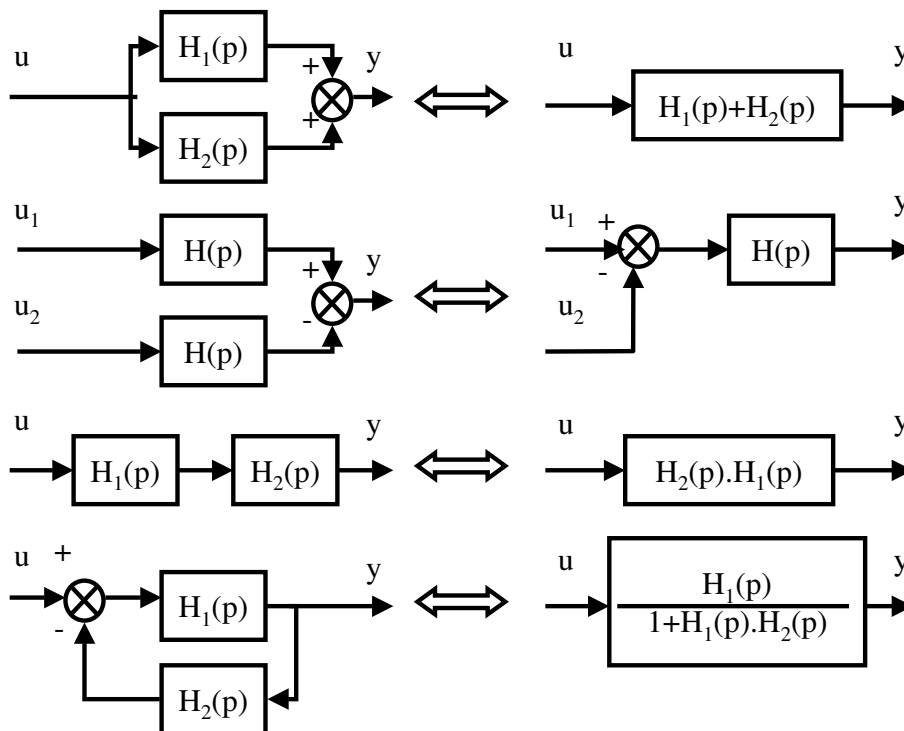 u H₁(p) + y u y
+ H₁(p)+H₂(p)
H₂(p)
u₁ H(p) + y u₁ + - H(p) y
u₂ H(p) - u₂
u H₁(p) H₂(p) y u H₂(p).H₁(p) y
u + - H₁(p) y u H₁(p) y
1+H₁(p).H₂(p)
H₂(p)